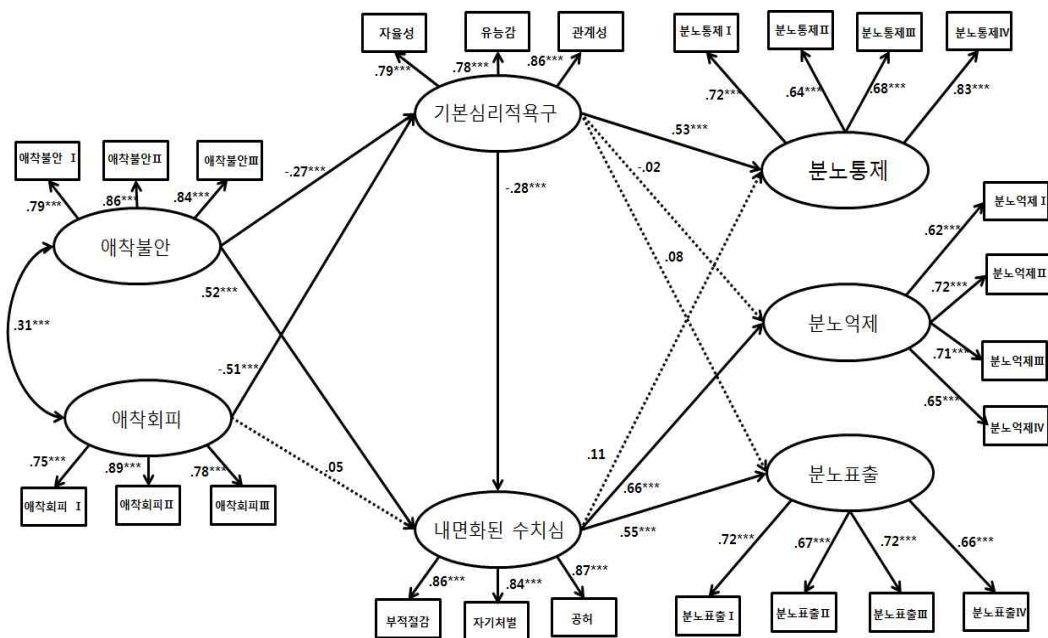 자율성
유능감
관계성
분노통제Ⅰ
분노통제Ⅱ
분노통제Ⅲ
분노통제Ⅳ
.79***
.78***
.86***
.72***
.64***
.68***
.83***
기본심리적욕구
.53***
분노통제
애착불안 Ⅰ
애착불안Ⅱ
애착불안Ⅲ
-.27***
-.02
-.28***
.79***
.86***
.84***
분노억제Ⅰ
애착불안
.62***
.08
분노억제Ⅱ
.52***
.72***
.31***
분노억제
.71***
분노억제Ⅲ
-.51***
.65***
애착회피
분노억제Ⅳ
.75***
.89***
.78***
.05
.11
분노표출
애착회피 Ⅰ
애착회피Ⅱ
애착회피Ⅲ
.66***
내면화된 수치심
.55***
.72***
.67***
.72***
.66***
.86***
.84***
.87***
부적절감
자기처벌
공허
분노표출Ⅰ
분노표출Ⅱ
분노표출Ⅲ
분노표출Ⅳ